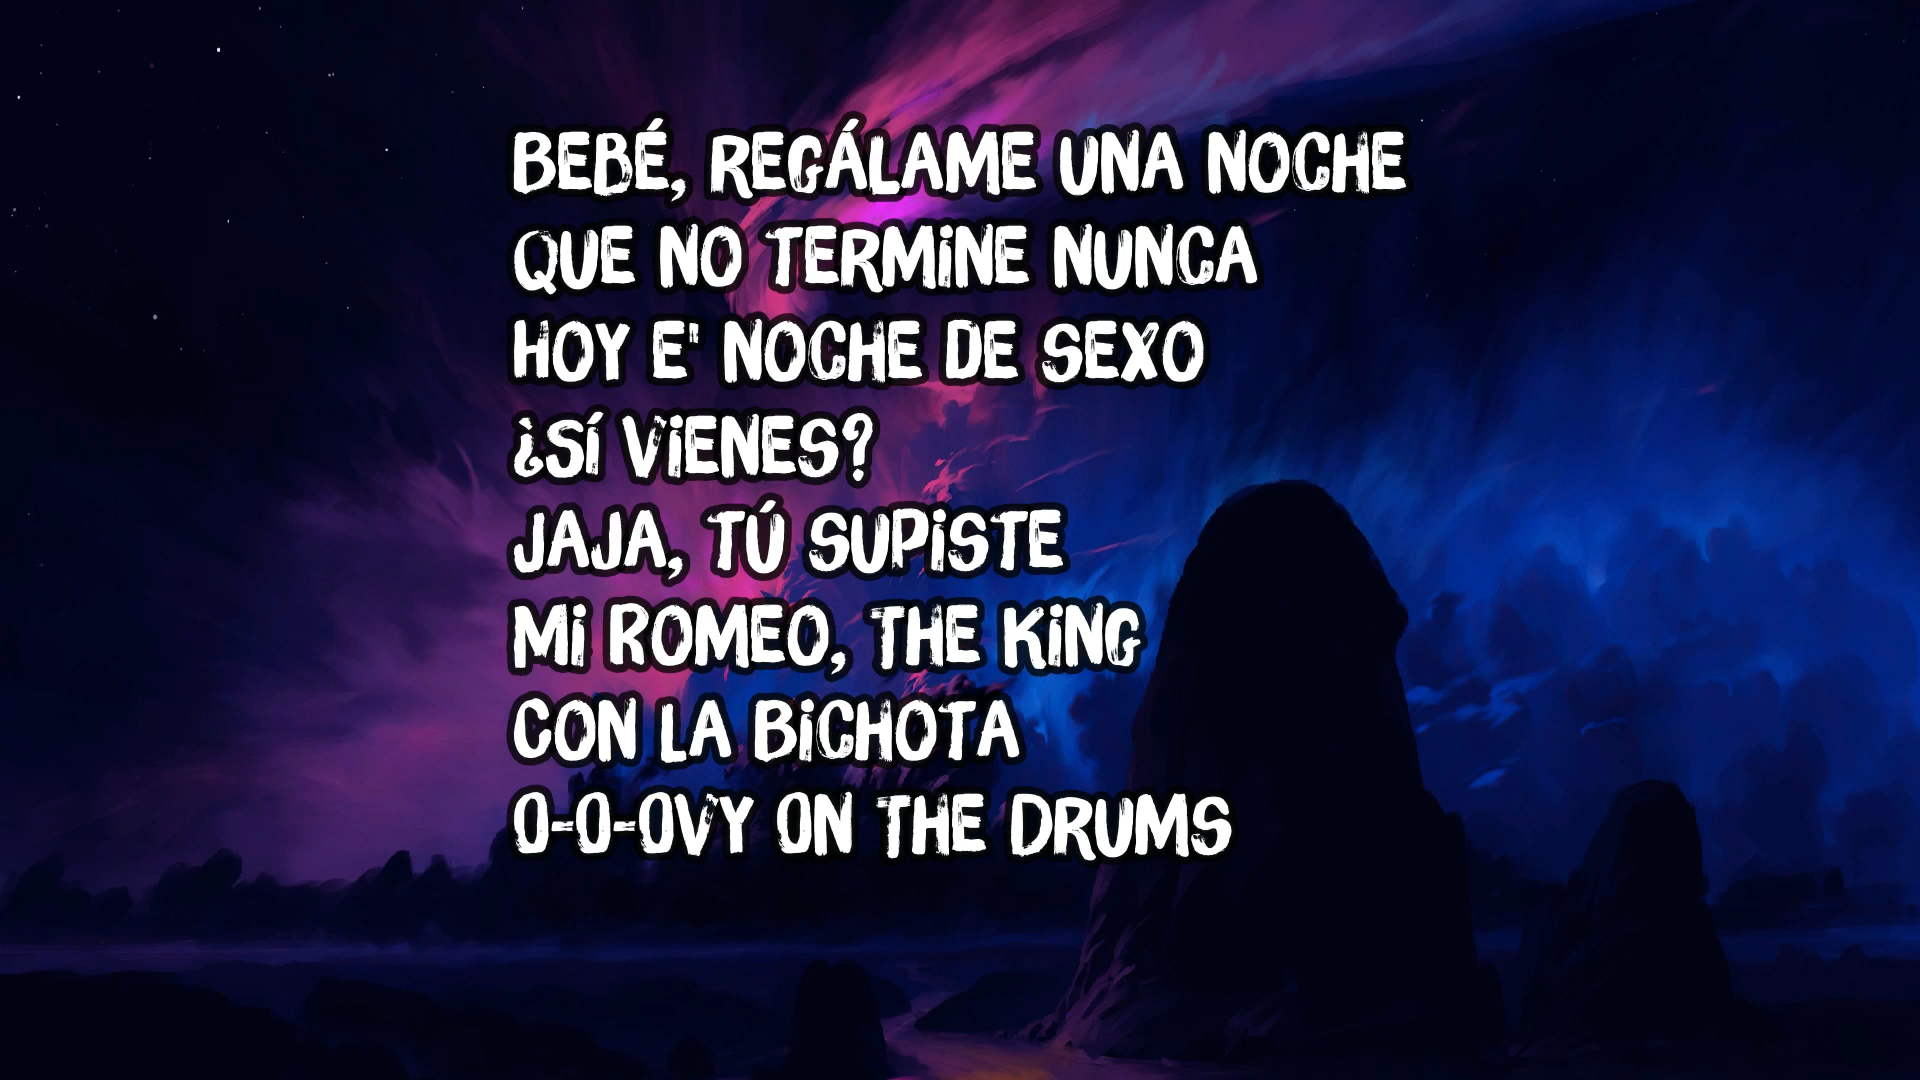 BEBÉ, REGÁLAME UNA NOCHE
QUE NO TERMINE NUNCA
HOY E' NOCHE DE SEXO
¿SÍ VIENES?
JAJA, TÚ SUPISTE
MI ROMEO, THE KING
CON LA BICHOTA
O-O-OVY ON THE DRUMS